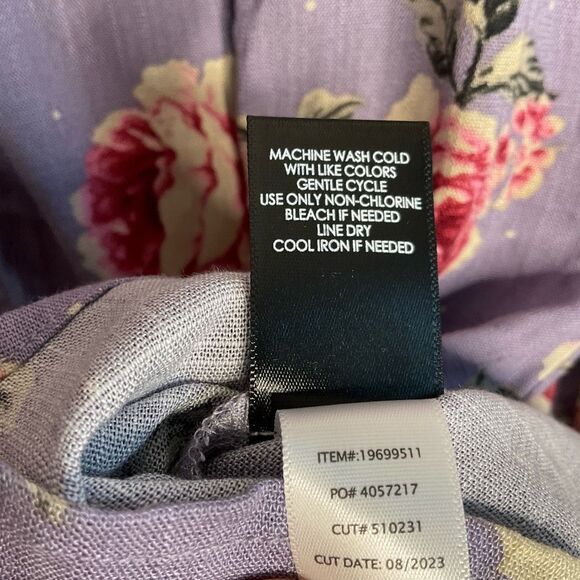 MACHINE WASH COLD
WITH LIKE COLORS
GENTLE CYCLE
USE ONLY NON-CHLORINE
BLEACH IF NEEDED
LINE DRY
COOL IRON IF NEEDED
ITEM#:19699511
PO# 4057217
CUT# 510231
CUT DATE: 08/2023